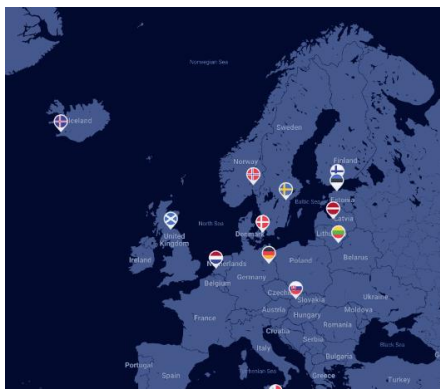 Norwegian Sea
Iceland
Sweden
Norway
Finland
Estonia
Baltic Sea
Latvia
North Sea
Denmark
United
Kingdom
Ireland
Netherlands
Belarus
Poland
Germany
Belgium
Czechia
Slovakia
Ukraine
Austria
Moldova
Hungary
France
Romania
Croatia
Serbia
Black Sea
Italy
Bulgaria
Portugal
Spain
Tyrrhenian Sea
Greece
Turkey